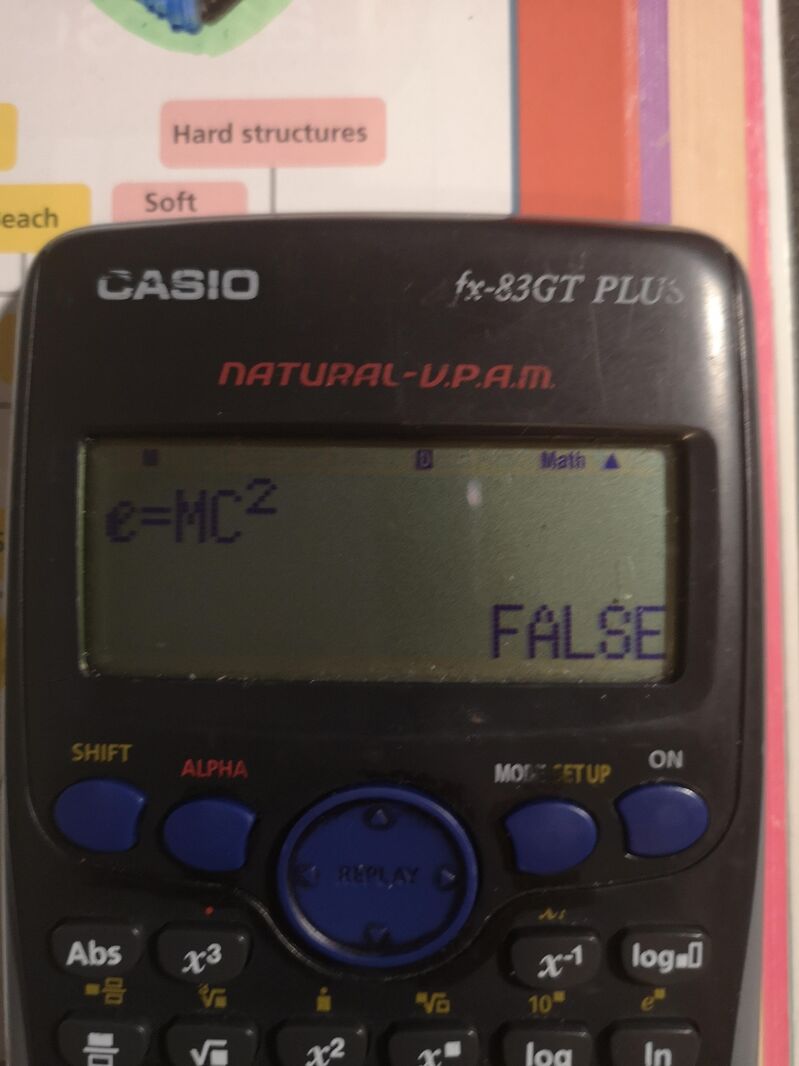 Hard structures
Soft
each
CASIO
fx-83GT PLUS
NATURAL-V.P.A.M.
M D Math ▲
e=MC²
FALSE
SHIFT
ALPHA
MODE SETUP
ON
REPLAY
x!
Abs
x³
x⁻¹
log■□
³√■
■√□
10■
e■
√■
x²
x■
log
ln